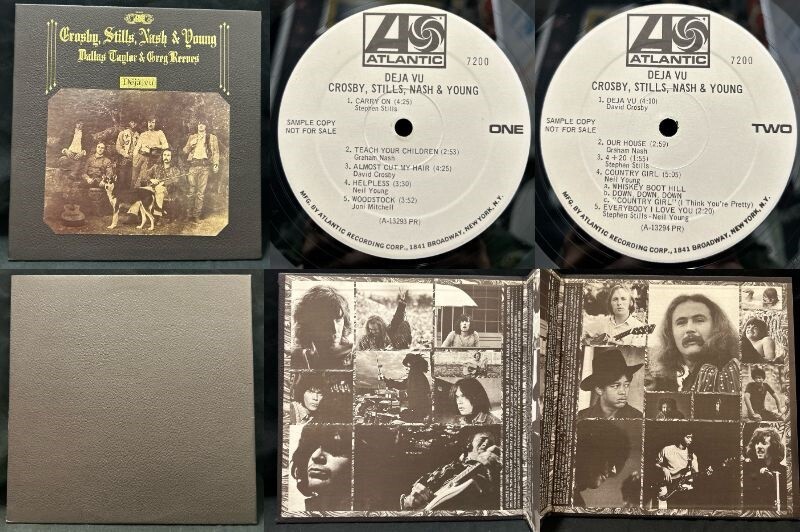 Crosby, Stills, Nash & Young
Dallas Taylor & Greg Reeves
Déjà vu
ATLANTIC
7200
DEJA VU
CROSBY, STILLS, NASH & YOUNG
1. CARRY ON (4:25)
Stephen Stills
SAMPLE COPY
NOT FOR SALE
ONE
2. TEACH YOUR CHILDREN (2:53)
Graham Nash
3. ALMOST CUT MY HAIR (4:25)
David Crosby
4. HELPLESS (3:30)
Neil Young
5. WOODSTOCK (3:52)
Joni Mitchell
(A-13293 PR)
MFG. BY ATLANTIC RECORDING CORP., 1841 BROADWAY, NEW YORK, N.Y.
ATLANTIC
7200
DEJA VU
CROSBY, STILLS, NASH & YOUNG
1. DEJA VU (4:10)
David Crosby
SAMPLE COPY
NOT FOR SALE
TWO
2. OUR HOUSE (2:59)
Graham Nash
3. 4 + 20 (1:55)
Stephen Stills
4. COUNTRY GIRL (5:05)
Neil Young
a. WHISKEY BOOT HILL
b. DOWN, DOWN, DOWN
c. "COUNTRY GIRL" (I Think You're Pretty)
5. EVERYBODY I LOVE YOU (2:20)
Stephen Stills - Neil Young
(A-13294 PR)
MFG. BY ATLANTIC RECORDING CORP., 1841 BROADWAY, NEW YORK, N.Y.